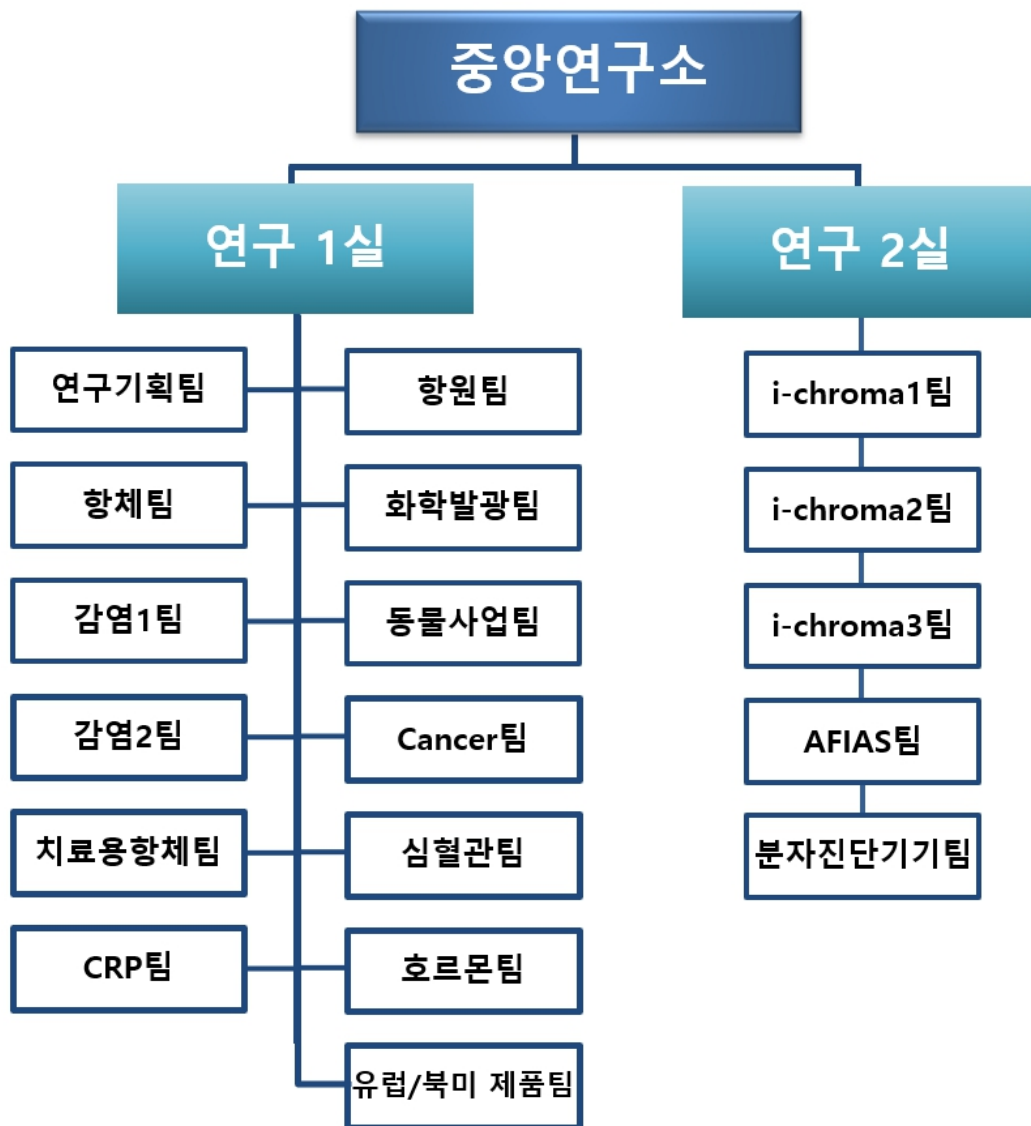 중앙연구소
연구 1실
연구 2실
연구기획팀
항원팀
항체팀
화학발광팀
감염1팀
동물사업팀
감염2팀
Cancer팀
치료용항체팀
심혈관팀
CRP팀
호르몬팀
유럽/북미 제품팀
i-chroma1팀
i-chroma2팀
i-chroma3팀
AFIAS팀
분자진단기기팀